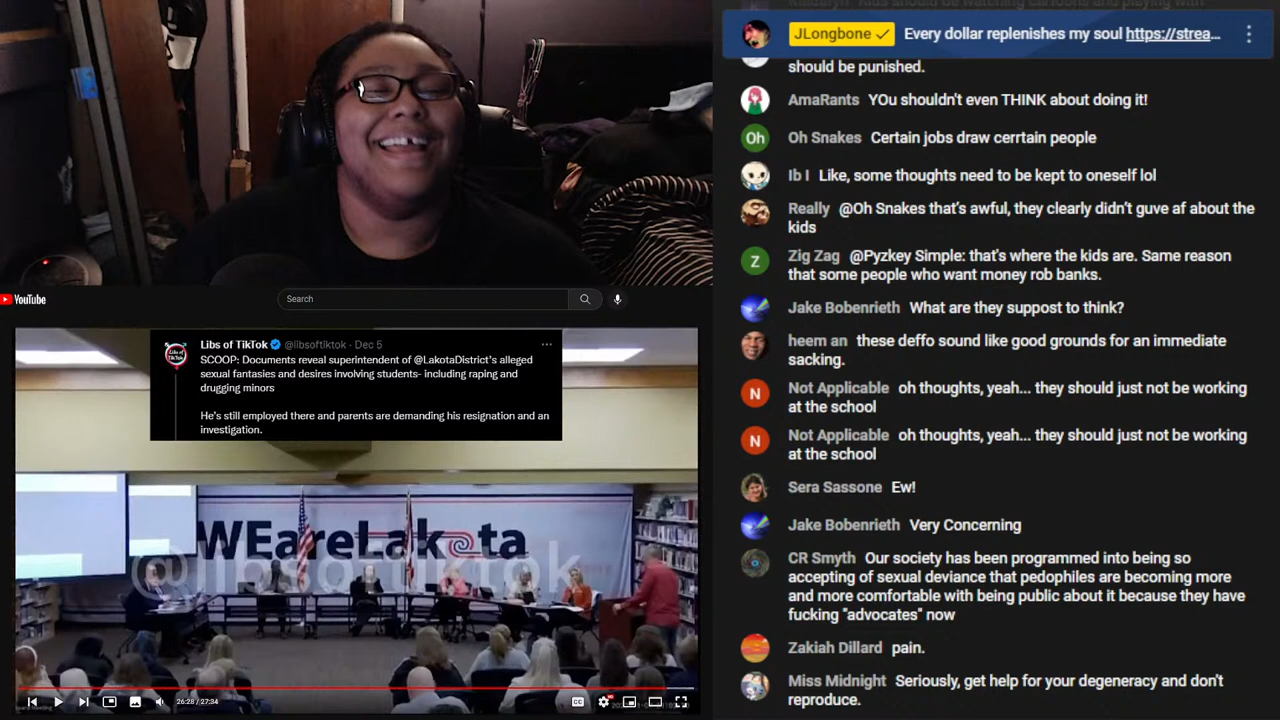 YouTube
Search
Libs of TikTok @libsoftiktok · Dec 5
SCOOP: Documents reveal superintendent of @LakotaDistrict's alleged
sexual fantasies and desires involving students- including raping and
drugging minors
He's still employed there and parents are demanding his resignation and an
investigation.
WEareLakota
@libsoftiktok
26:28 / 27:34
JLongbone Every dollar replenishes my soul https://strea...
should be punished.
AmaRants YOu shouldn't even THINK about doing it!
Oh Oh Snakes Certain jobs draw cerrtain people
Ib I Like, some thoughts need to be kept to oneself lol
Really @Oh Snakes that's awful, they clearly didn't guve af about the
kids
Z Zig Zag @Pyzkey Simple: that's where the kids are. Same reason
that some people who want money rob banks.
Jake Bobenrieth What are they suppost to think?
heem an these deffo sound like good grounds for an immediate
sacking.
N Not Applicable oh thoughts, yeah... they should just not be working
at the school
N Not Applicable oh thoughts, yeah... they should just not be working
at the school
Sera Sassone Ew!
Jake Bobenrieth Very Concerning
CR Smyth Our society has been programmed into being so
accepting of sexual deviance that pedophiles are becoming more
and more comfortable with being public about it because they have
fucking "advocates" now
Zakiah Dillard pain.
Miss Midnight Seriously, get help for your degeneracy and don't
reproduce.